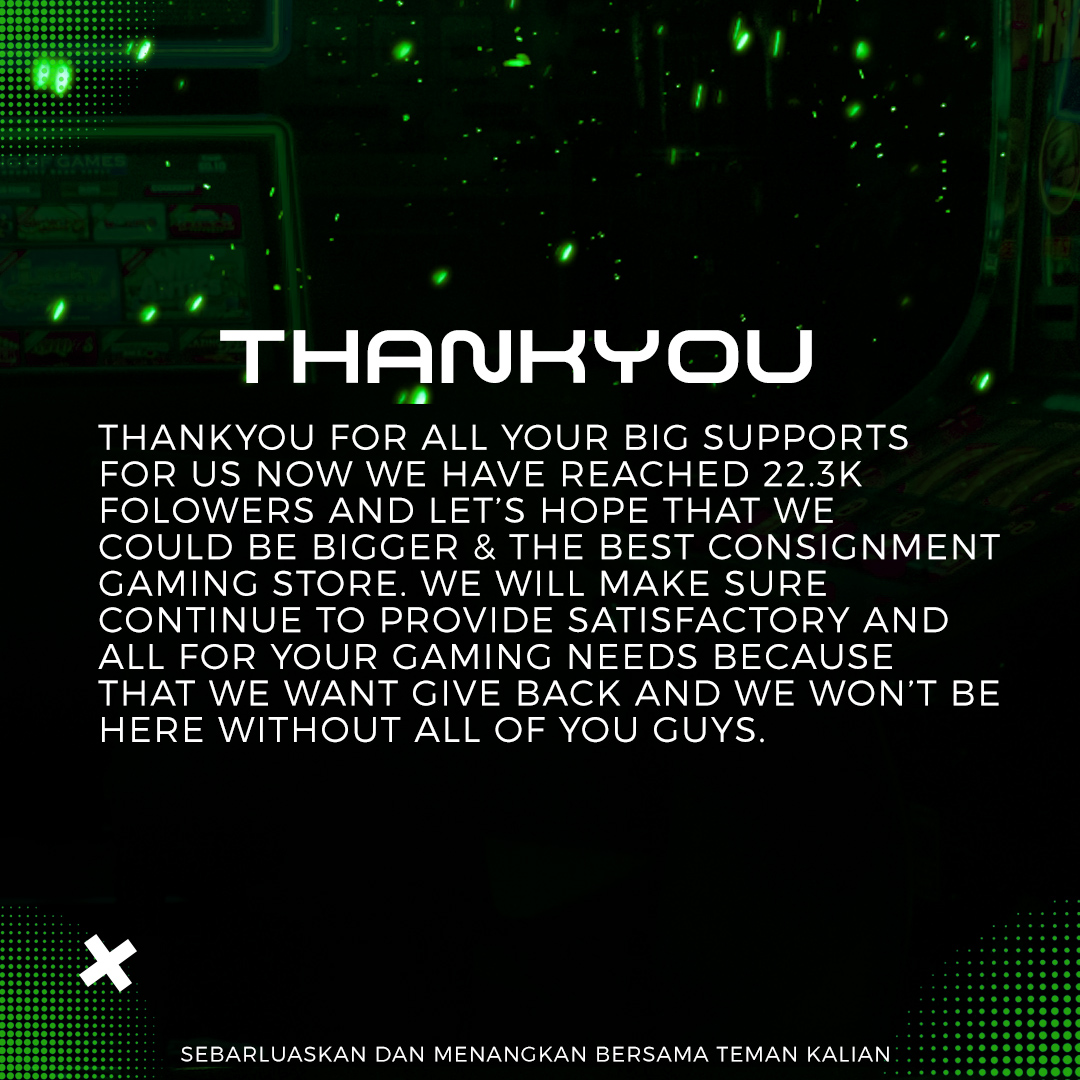 THANKYOU
THANKYOU FOR ALL YOUR BIG SUPPORTS
FOR US NOW WE HAVE REACHED 22.3K
FOLOWERS AND LET'S HOPE THAT WE
COULD BE BIGGER & THE BEST CONSIGNMENT
GAMING STORE. WE WILL MAKE SURE
CONTINUE TO PROVIDE SATISFACTORY AND
ALL FOR YOUR GAMING NEEDS BECAUSE
THAT WE WANT GIVE BACK AND WE WON'T BE
HERE WITHOUT ALL OF YOU GUYS.
SEBARLUASKAN DAN MENANGKAN BERSAMA TEMAN KALIAN